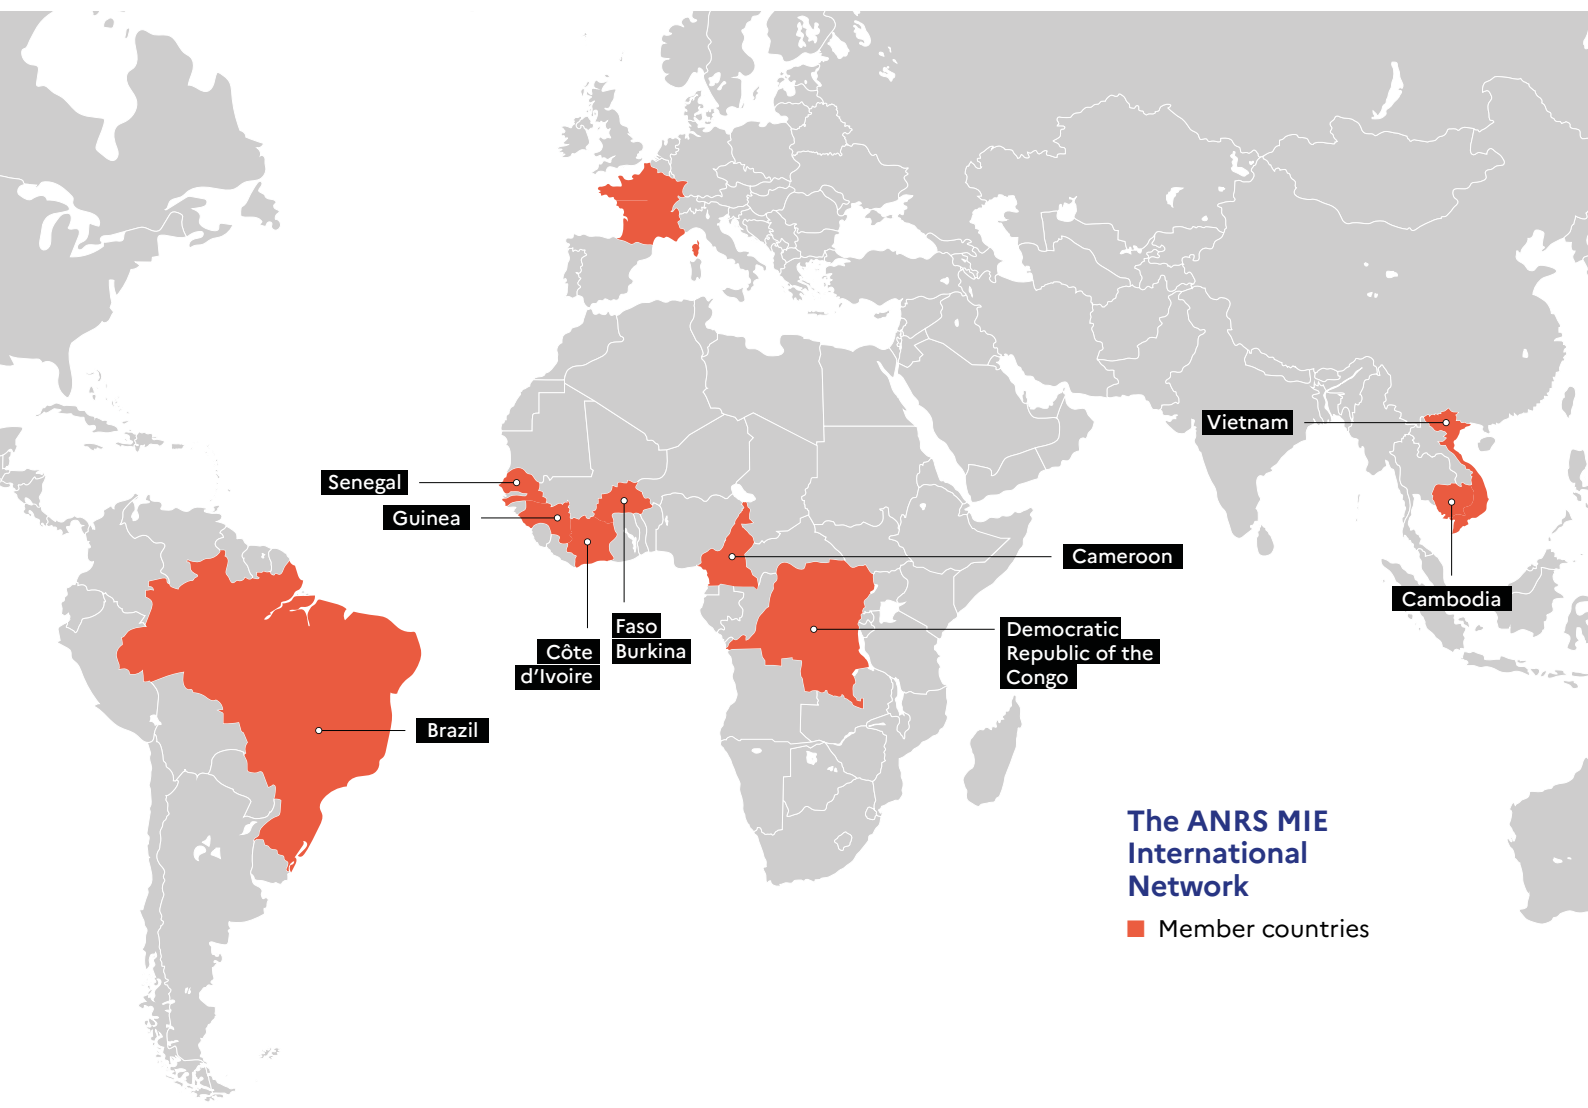 Vietnam
Senegal
Guinea
Cameroon
Cambodia
Faso
Burkina
Côte
d'Ivoire
Democratic
Republic of the
Congo
Brazil
The ANRS MIE
International
Network
Member countries